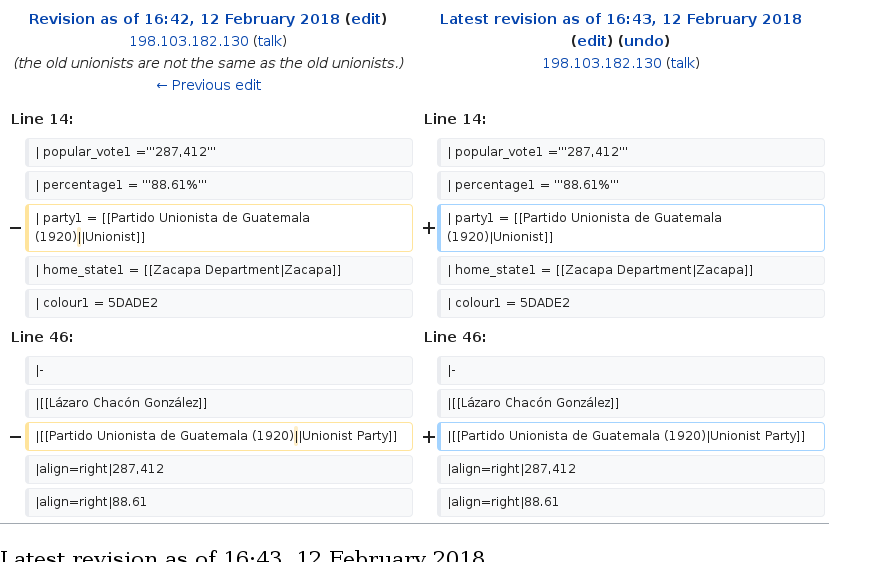 Revision as of 16:42, 12 February 2018 (edit)
198.103.182.130 (talk)
(the old unionists are not the same as the old unionists.)
← Previous edit
Latest revision as of 16:43, 12 February 2018
(edit) (undo)
198.103.182.130 (talk)
Line 14:
Line 14:
| popular_vote1 ='''287,412'''
| popular_vote1 ='''287,412'''
| percentage1 = '''88.61%'''
| percentage1 = '''88.61%'''
− | party1 = [[Partido Unionista de Guatemala
(1920)||Unionist]]
+ | party1 = [[Partido Unionista de Guatemala
(1920)|Unionist]]
| home_state1 = [[Zacapa Department|Zacapa]]
| home_state1 = [[Zacapa Department|Zacapa]]
| colour1 = 5DADE2
| colour1 = 5DADE2
Line 46:
Line 46:
|-
|-
|[[Lázaro Chacón González]]
|[[Lázaro Chacón González]]
− |[[Partido Unionista de Guatemala (1920)||Unionist Party]]
+ |[[Partido Unionista de Guatemala (1920)|Unionist Party]]
|align=right|287,412
|align=right|287,412
|align=right|88.61
|align=right|88.61
Latest revision as of 16:43, 12 February 2018